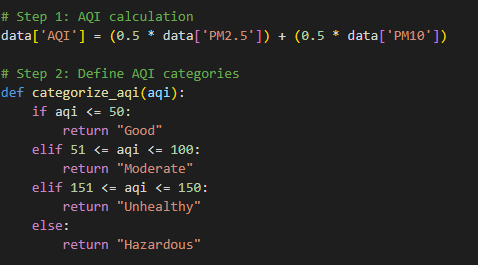 # Step 1: AQI calculation
data['AQI'] = (0.5 * data['PM2.5']) + (0.5 * data['PM10'])
# Step 2: Define AQI categories
def categorize_aqi(aqi):
    if aqi <= 50:
        return "Good"
    elif 51 <= aqi <= 100:
        return "Moderate"
    elif 151 <= aqi <= 150:
        return "Unhealthy"
    else:
        return "Hazardous"